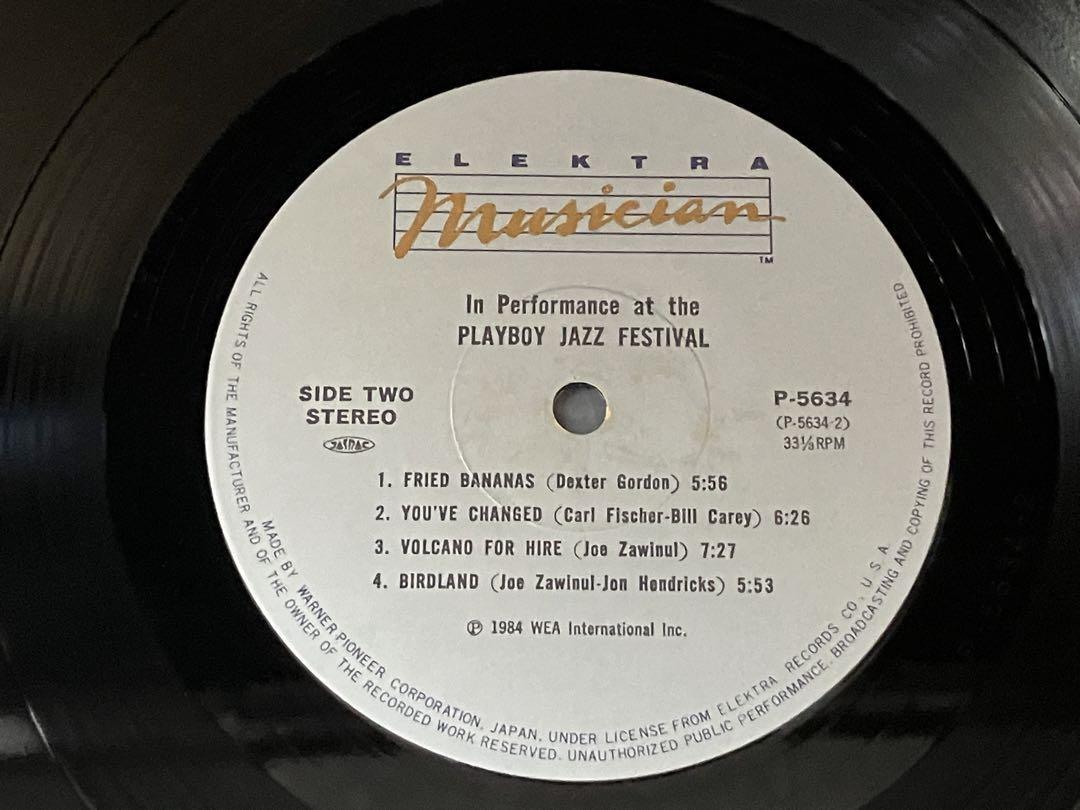 ELEKTRA
Musician
TM
In Performance at the
PLAYBOY JAZZ FESTIVAL
SIDE TWO
STEREO
JASRAC
P-5634
(P-5634-2)
33⅓RPM
1. FRIED BANANAS (Dexter Gordon) 5:56
2. YOU'VE CHANGED (Carl Fischer-Bill Carey) 6:26
3. VOLCANO FOR HIRE (Joe Zawinul) 7:27
4. BIRDLAND (Joe Zawinul-Jon Hendricks) 5:53
Ⓟ 1984 WEA International Inc.
MADE BY WARNER PIONEER CORPORATION, JAPAN, UNDER LICENSE FROM ELEKTRA RECORDS CO., U.S.A.
ALL RIGHTS OF THE MANUFACTURER AND OF THE OWNER OF THE RECORDED WORK RESERVED. UNAUTHORIZED PUBLIC PERFORMANCE, BROADCASTING AND COPYING OF THIS RECORD PROHIBITED